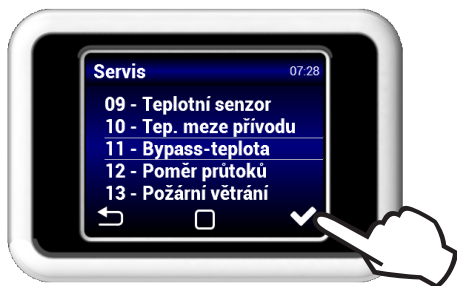 Servis 07:28
09 - Teplotní senzor
10 - Tep. meze přívodu
11 - Bypass-teplota
12 - Poměr průtoků
13 - Požární větrání